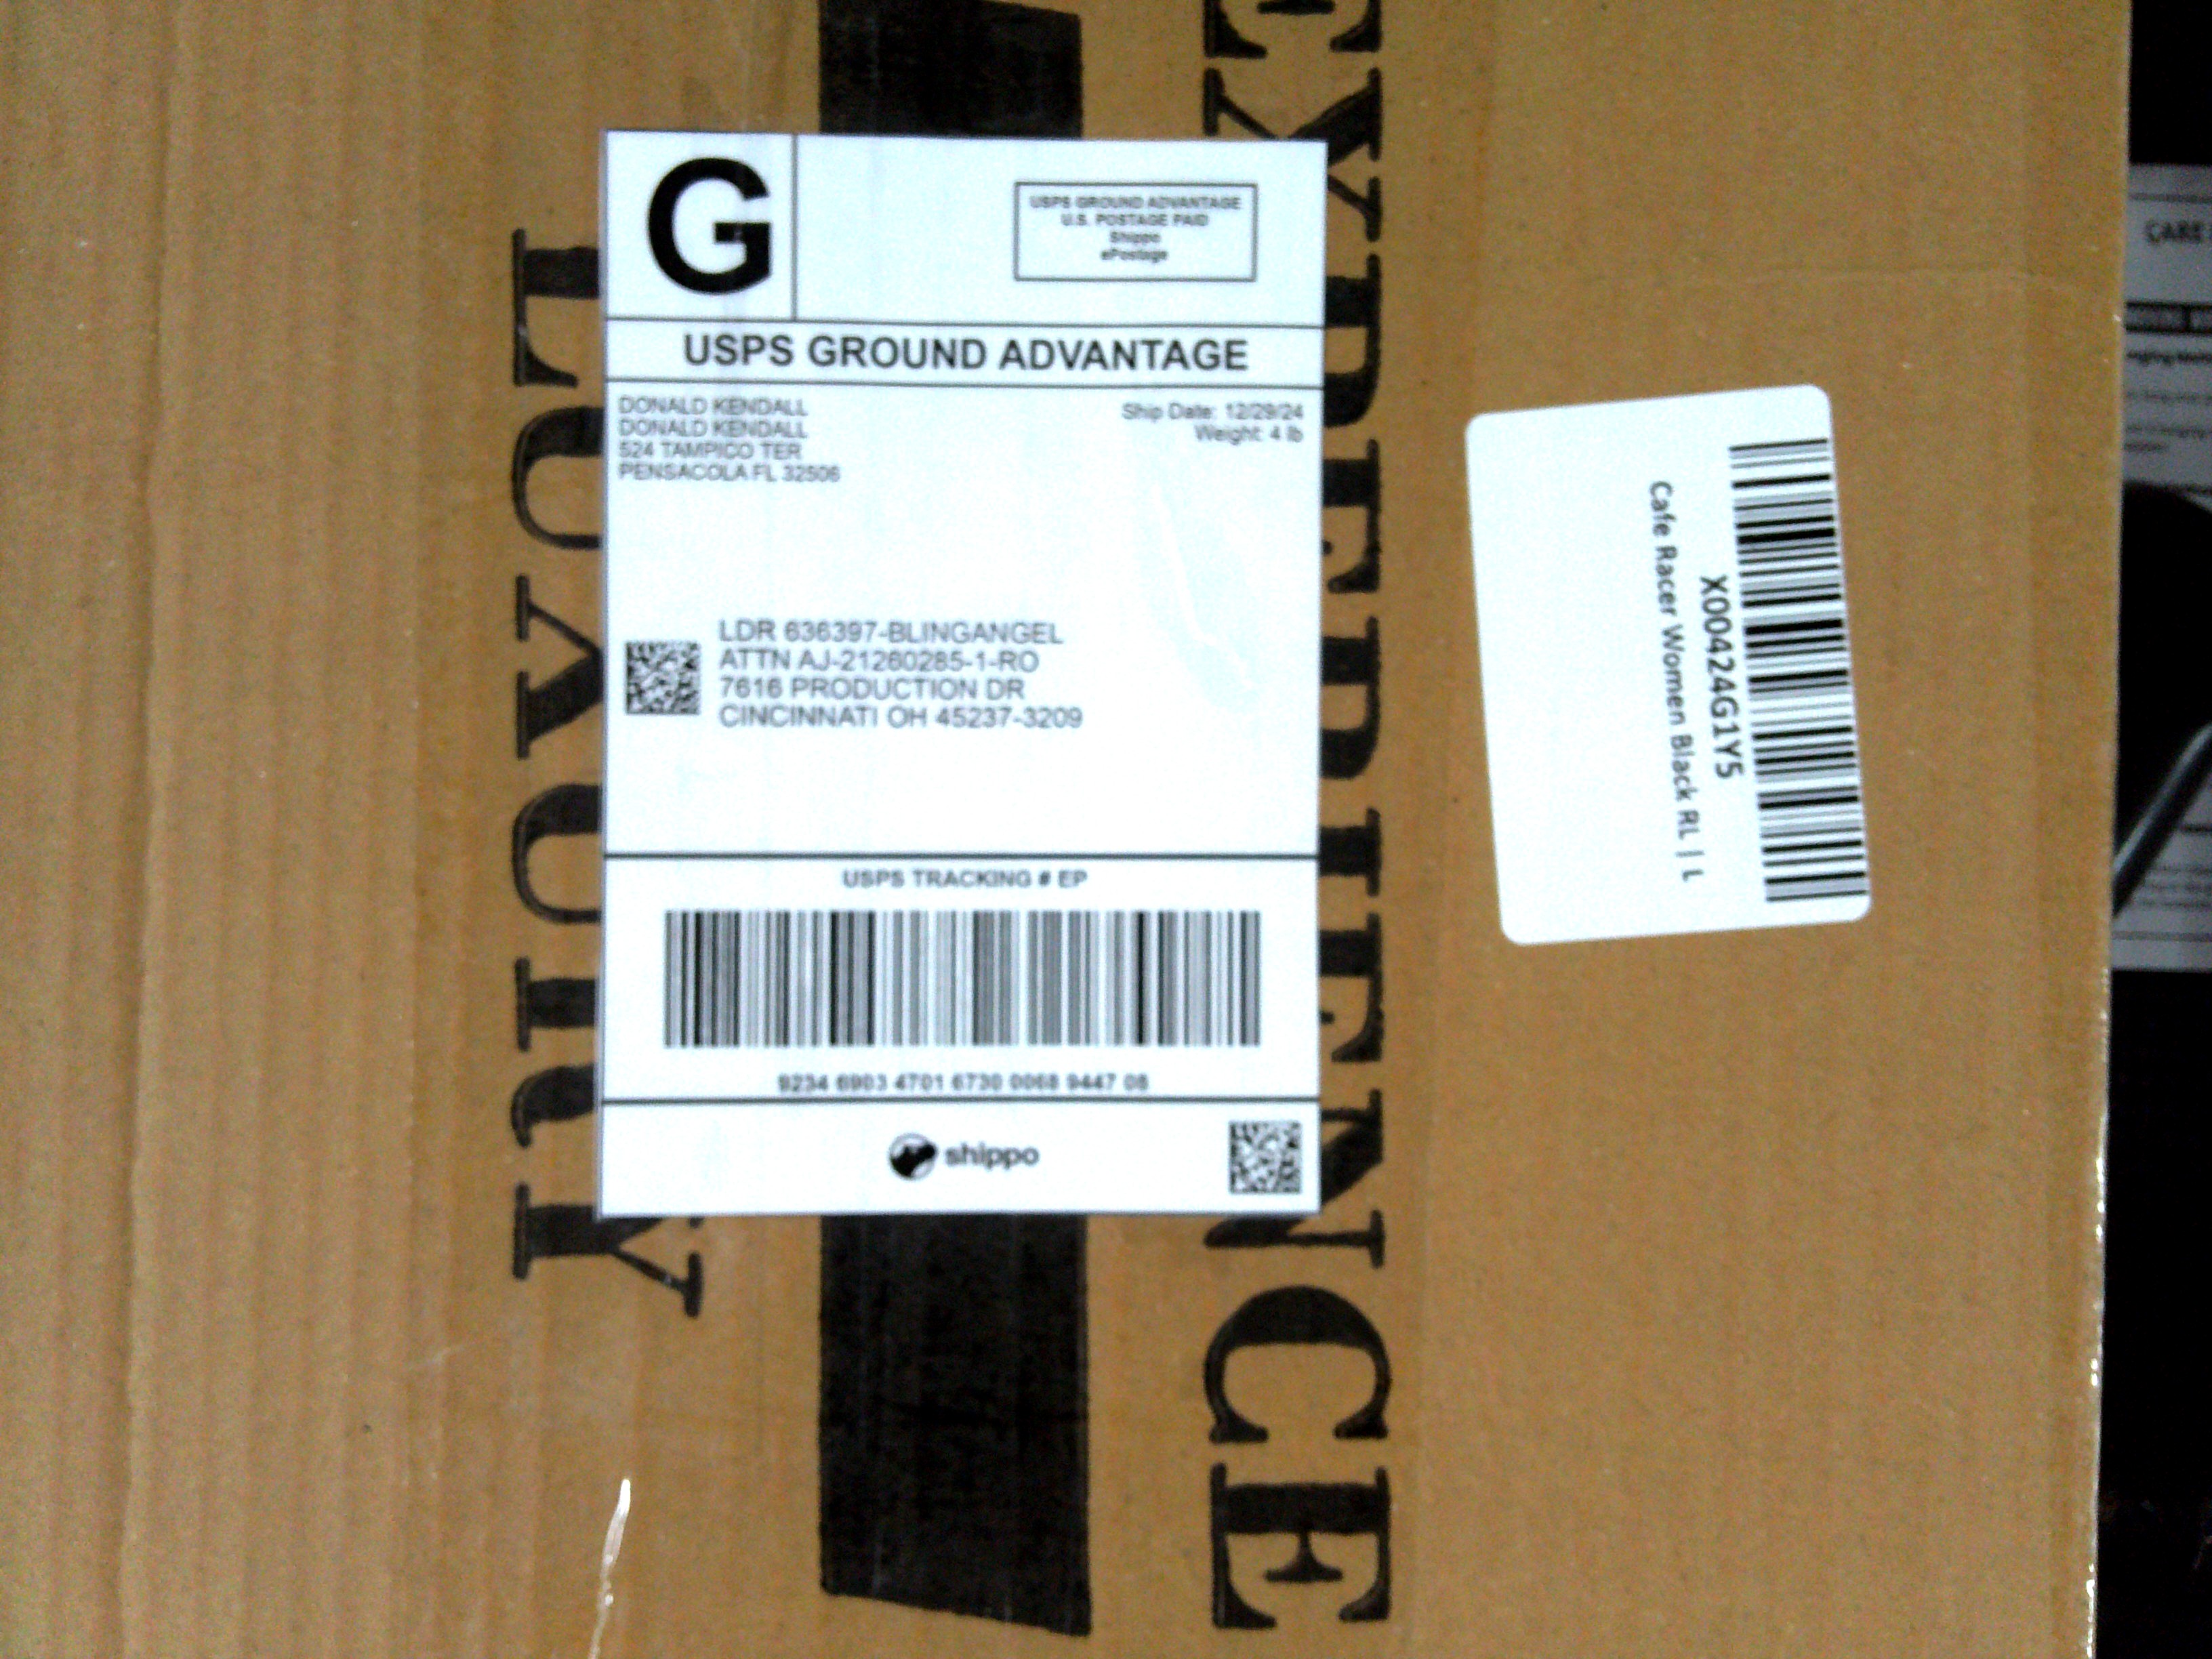 G
USPS GROUND ADVANTAGE
U.S. POSTAGE PAID
Shippo
ePostage
USPS GROUND ADVANTAGE
DONALD KENDALL
DONALD KENDALL
524 TAMPICO TER
PENSACOLA FL 32506
Ship Date: 12/29/24
Weight: 4 lb
LDR 636397-BLINGANGEL
ATTN AJ-21260285-1-RO
7616 PRODUCTION DR
CINCINNATI OH 45237-3209
USPS TRACKING # EP
9234 6903 4701 6730 0068 9447 08
shippo
X00424G1Y5
Cafe Racer Women Black RL | L
EXPERIENCE
LUXURY
CARE